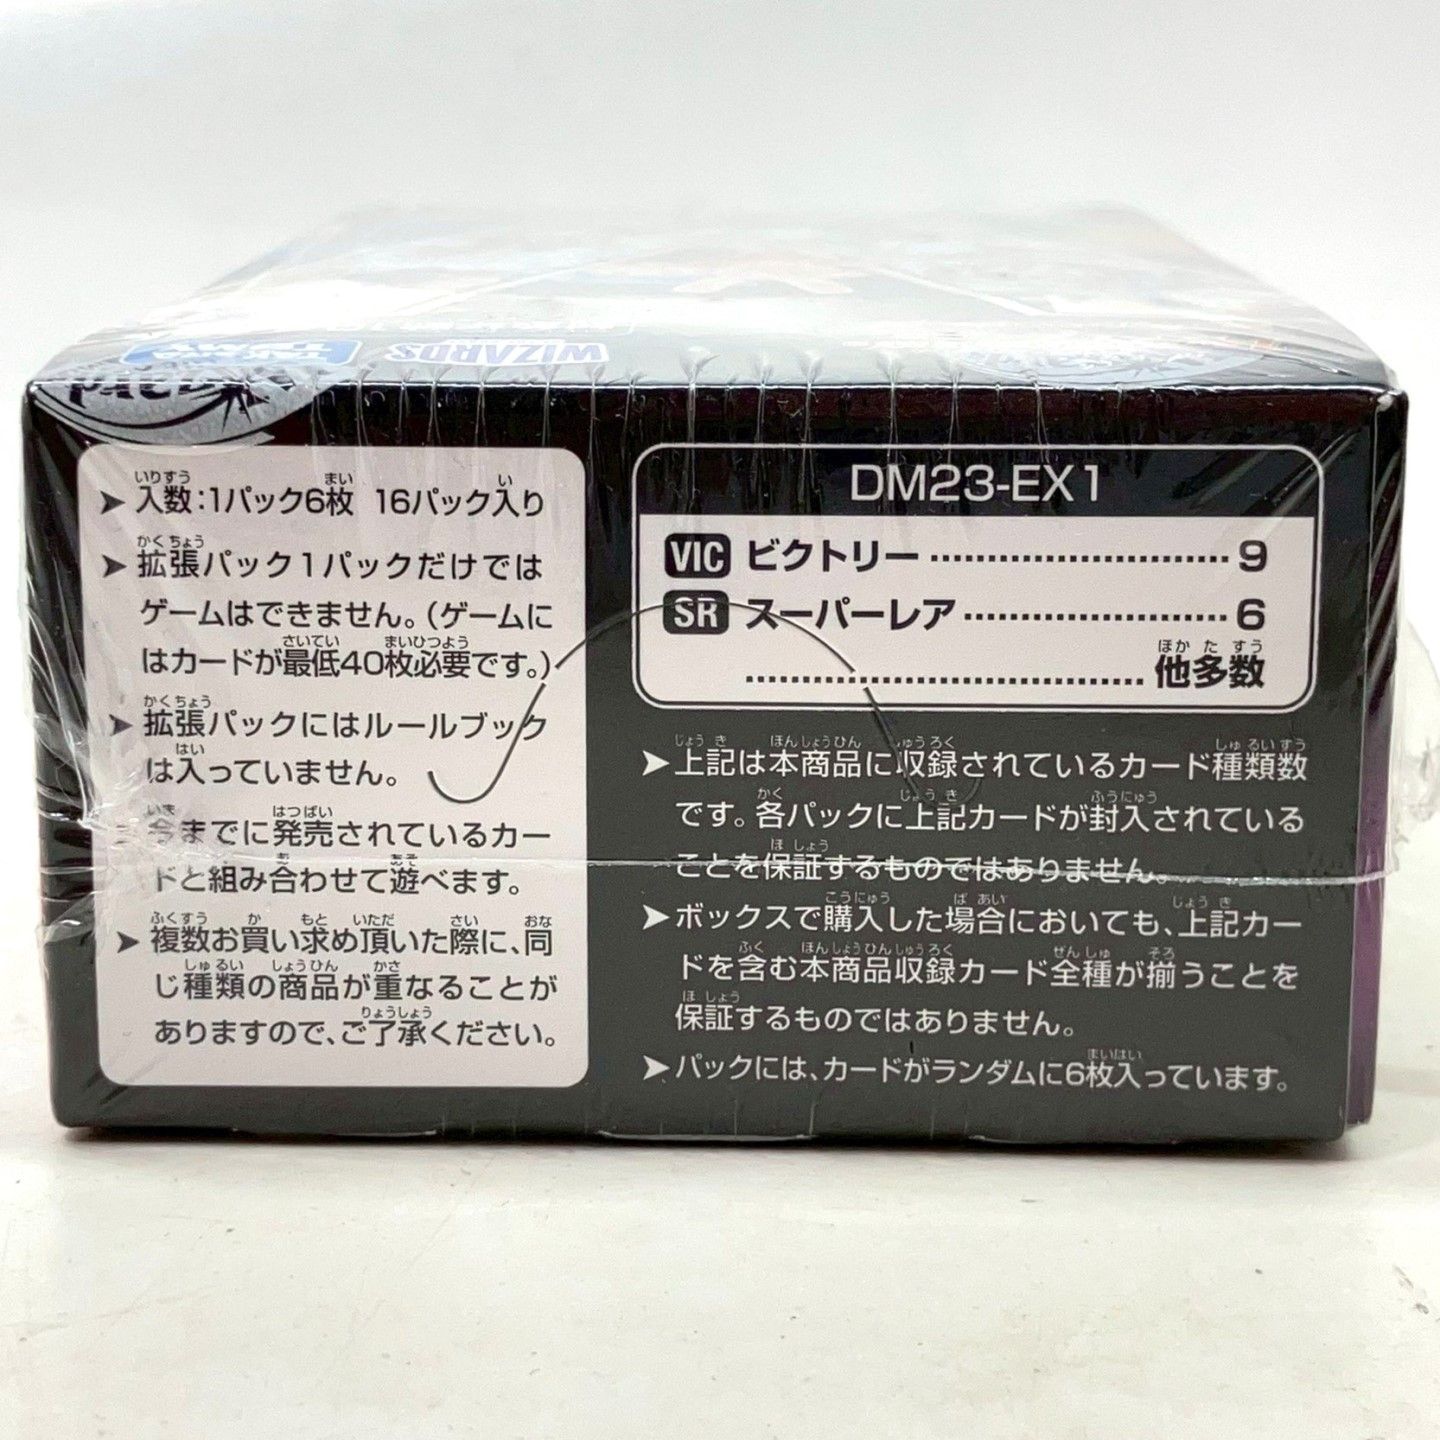 TAKARA TOMY
WIZARDS
入数:1パック6枚 16パック入り
拡張パック1パックだけでは
ゲームはできません。(ゲームに
はカードが最低40枚必要です。)
拡張パックにはルールブック
は入っていません。
今までに発売されているカー
ドと組み合わせて遊べます。
複数お買い求め頂いた際に、同
じ種類の商品が重なることが
ありますので、ご了承ください。
DM23-EX1
VIC ビクトリー 9
SR スーパーレア 6
他多数
上記は本商品に収録されているカード種類数
です。各パックに上記カードが封入されている
ことを保証するものではありません。
ボックスで購入した場合においても、上記カー
ドを含む本商品収録カード全種が揃うことを
保証するものではありません。
パックには、カードがランダムに6枚入っています。